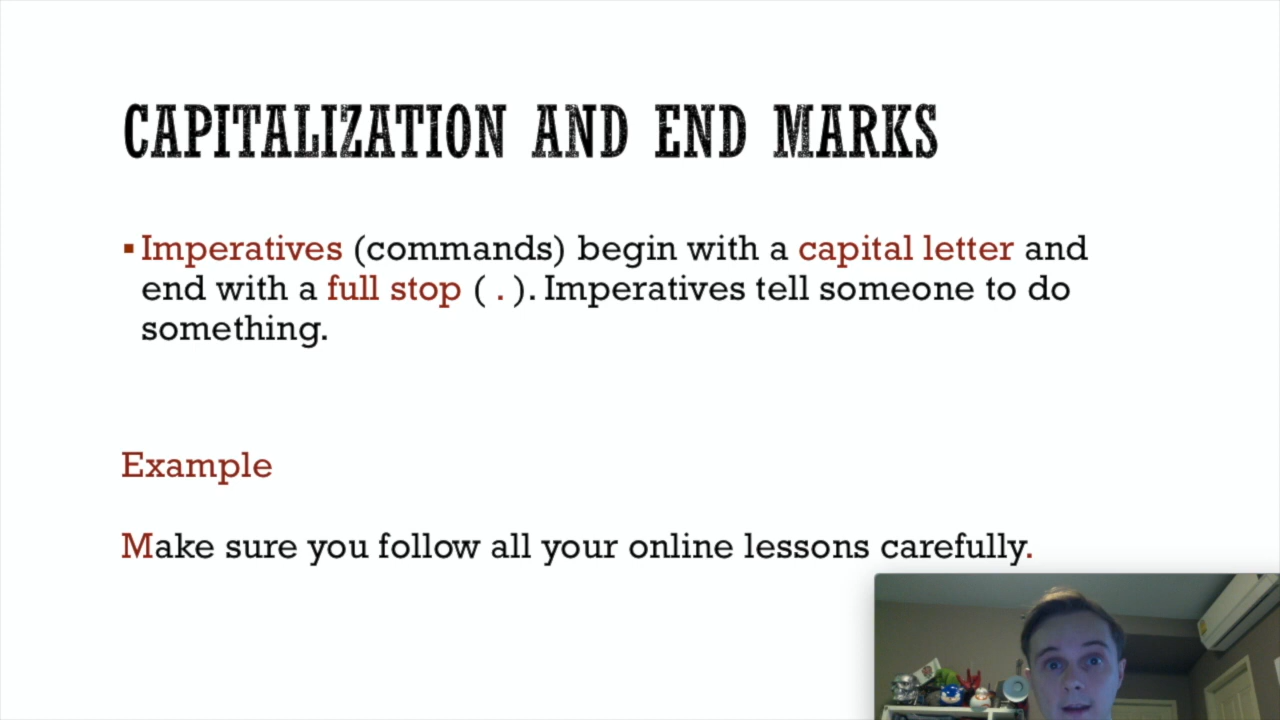 CAPITALIZATION AND END MARKS
▪ Imperatives (commands) begin with a capital letter and
end with a full stop ( . ). Imperatives tell someone to do
something.
Example
Make sure you follow all your online lessons carefully.